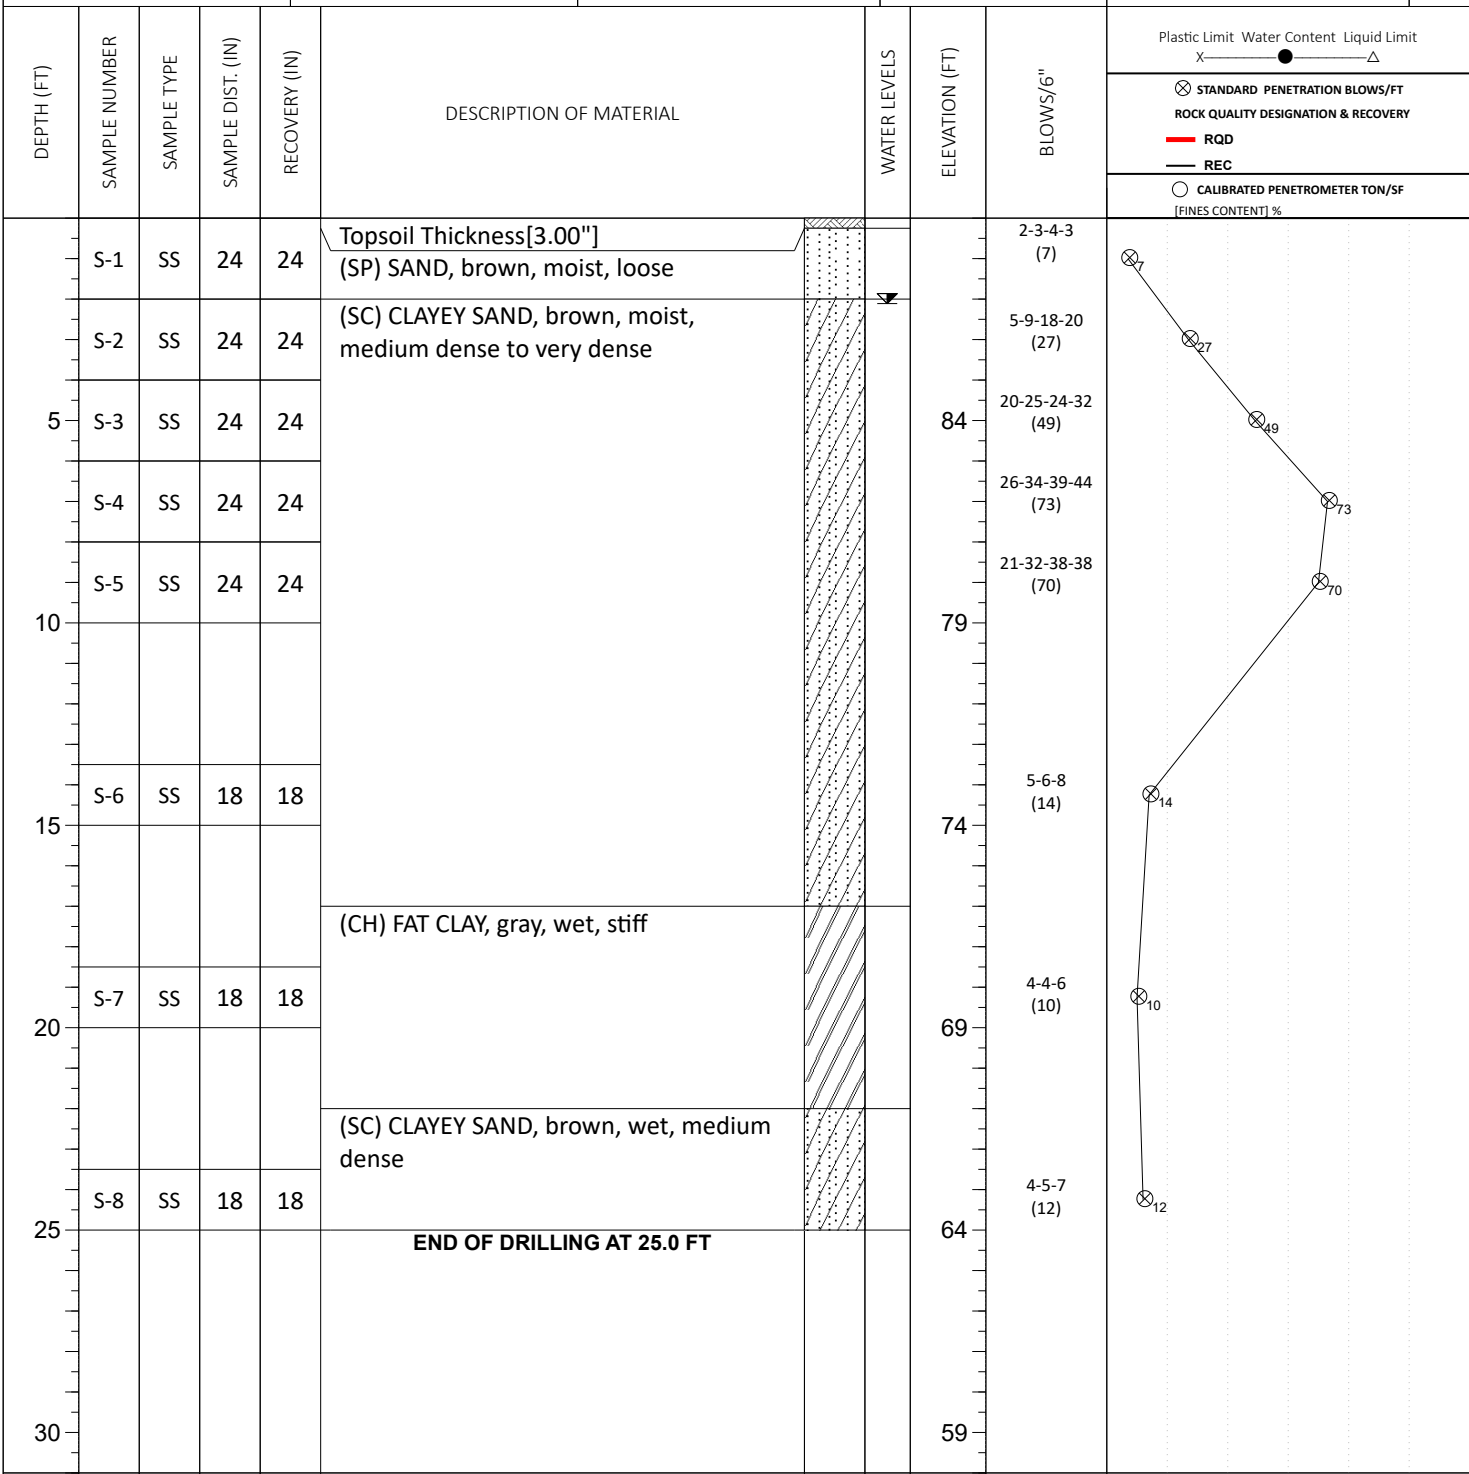 DEPTH (FT)
SAMPLE NUMBER
SAMPLE TYPE
SAMPLE DIST. (IN)
RECOVERY (IN)
DESCRIPTION OF MATERIAL
WATER LEVELS
ELEVATION (FT)
BLOWS/6"
Plastic Limit Water Content Liquid Limit
X
STANDARD PENETRATION BLOWS/FT
ROCK QUALITY DESIGNATION & RECOVERY
RQD
REC
CALIBRATED PENETROMETER TON/SF
[FINES CONTENT] %
Topsoil Thickness[3.00"]
2-3-4-3
S-1 SS 24 24
(SP) SAND, brown, moist, loose
(7)
7
(SC) CLAYEY SAND, brown, moist,
medium dense to very dense
S-2 SS 24 24
5-9-18-20
(27)
27
5
S-3 SS 24 24
84
20-25-24-32
(49)
49
S-4 SS 24 24
26-34-39-44
(73)
73
S-5 SS 24 24
21-32-38-38
(70)
70
10
79
S-6 SS 18 18
5-6-8
(14)
14
15
74
(CH) FAT CLAY, gray, wet, stiff
S-7 SS 18 18
4-4-6
(10)
10
20
69
(SC) CLAYEY SAND, brown, wet, medium
dense
S-8 SS 18 18
4-5-7
(12)
12
25
64
END OF DRILLING AT 25.0 FT
30
59